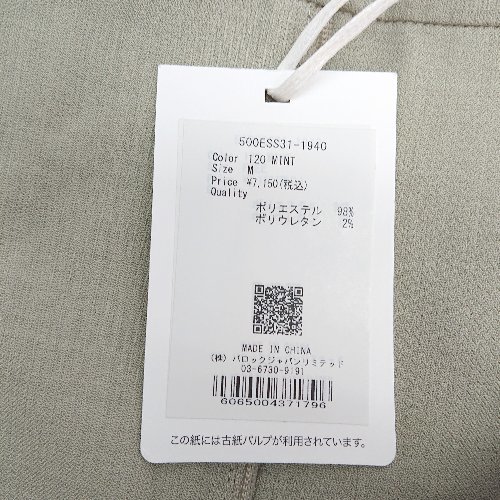 500ESS31-1940
Color 120 MINT
Size M
Price ¥7,150(税込)
Quality
ポリエステル 98%
ポリウレタン 2%
MADE IN CHINA
(株) バロックジャパンリミテッド
03-6730-9191
6065004371796
この紙には古紙パルプが利用されています。